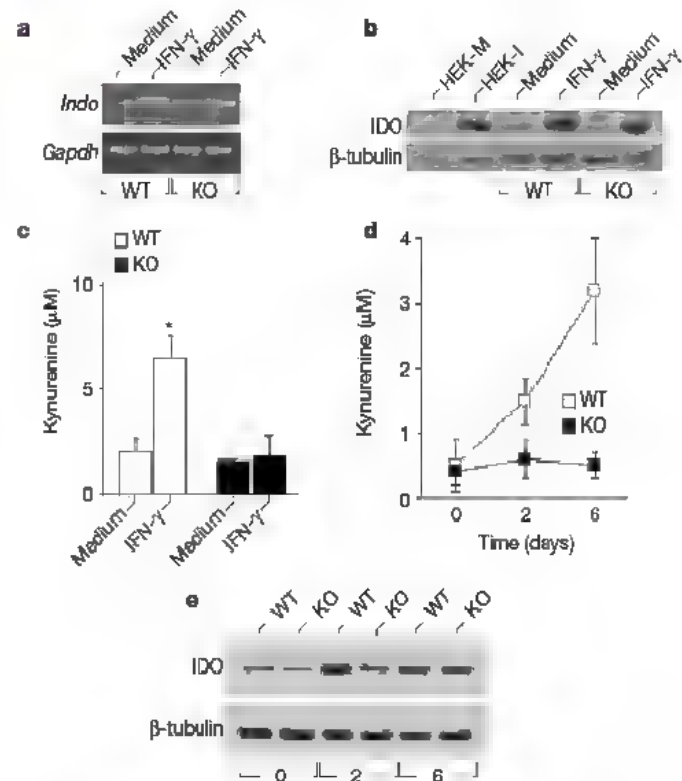 a
Medium
IFN-γ
Medium
IFN-γ
Indo
Gapdh
WT KO
b
HEK-M
HEK-I
Medium
IFN-γ
Medium
IFN-γ
IDO
β-tubulin
WT KO
c
WT
KO
Kynurenine (μM)
10
5
0
Medium
IFN-γ
Medium
IFN-γ
*
d
Kynurenine (μM)
4
3
2
1
0
WT
KO
0 2 6
Time (days)
e
WT
KO
WT
KO
WT
KO
IDO
β-tubulin
0 2 6